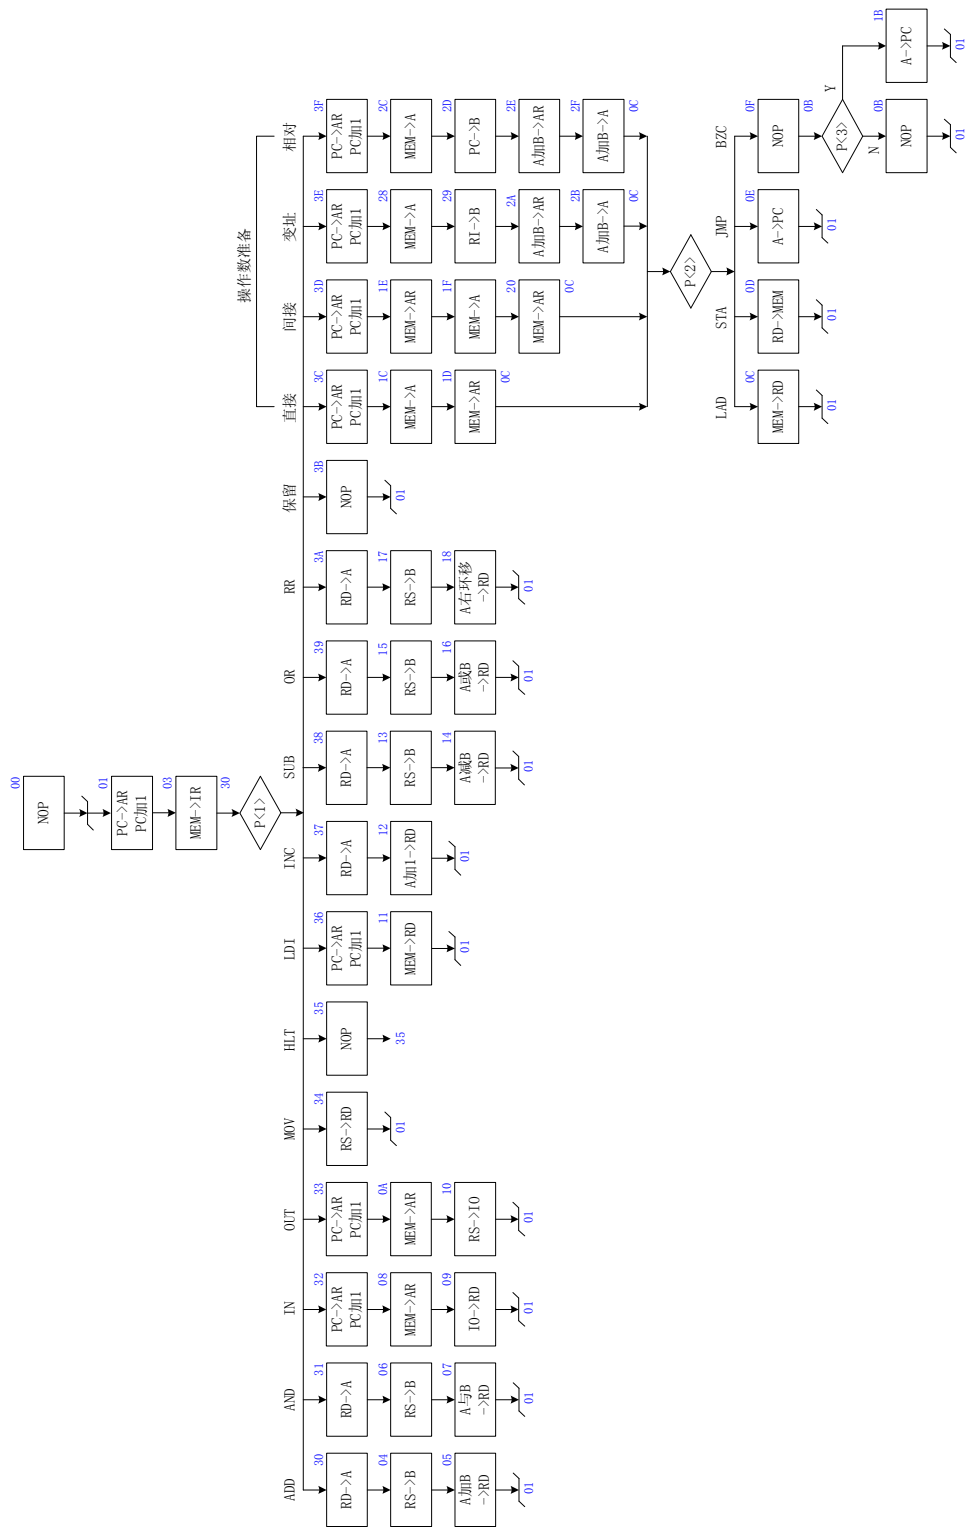 00
NOP
01
PC->AR
PC加1
03
MEM->IR
30
P<1>
操作数准备
ADD
AND
IN
OUT
MOV
HLT
LDI
INC
SUB
OR
RR
保留
直接
间接
变址
相对
30
RD->A
04
RS->B
05
A加B
->RD
01
31
RD->A
06
RS->B
07
A与B
->RD
01
32
PC->AR
PC加1
08
MEM->AR
09
IO->RD
01
33
PC->AR
PC加1
0A
MEM->AR
10
RS->IO
01
34
RS->RD
01
35
NOP
35
36
PC->AR
PC加1
11
MEM->RD
01
37
RD->A
12
A加1->RD
01
38
RD->A
13
RS->B
14
A减B
->RD
01
39
RD->A
15
RS->B
16
A或B
->RD
01
3A
RD->A
17
RS->B
18
A右环移
->RD
01
3B
NOP
01
3C
PC->AR
PC加1
1C
MEM->A
1D
MEM->AR
0C
3D
PC->AR
PC加1
1E
MEM->AR
1F
MEM->A
20
MEM->AR
0C
3E
PC->AR
PC加1
28
MEM->A
29
RI->B
2A
A加B->AR
2B
A加B->A
0C
3F
PC->AR
PC加1
2C
MEM->A
2D
PC->B
2E
A加B->AR
2F
A加B->A
0C
P<2>
LAD
STA
JMP
BZC
0C
MEM->RD
01
0D
RD->MEM
01
0E
A->PC
01
0F
NOP
0B
P<3>
N
Y
0B
NOP
01
1B
A->PC
01